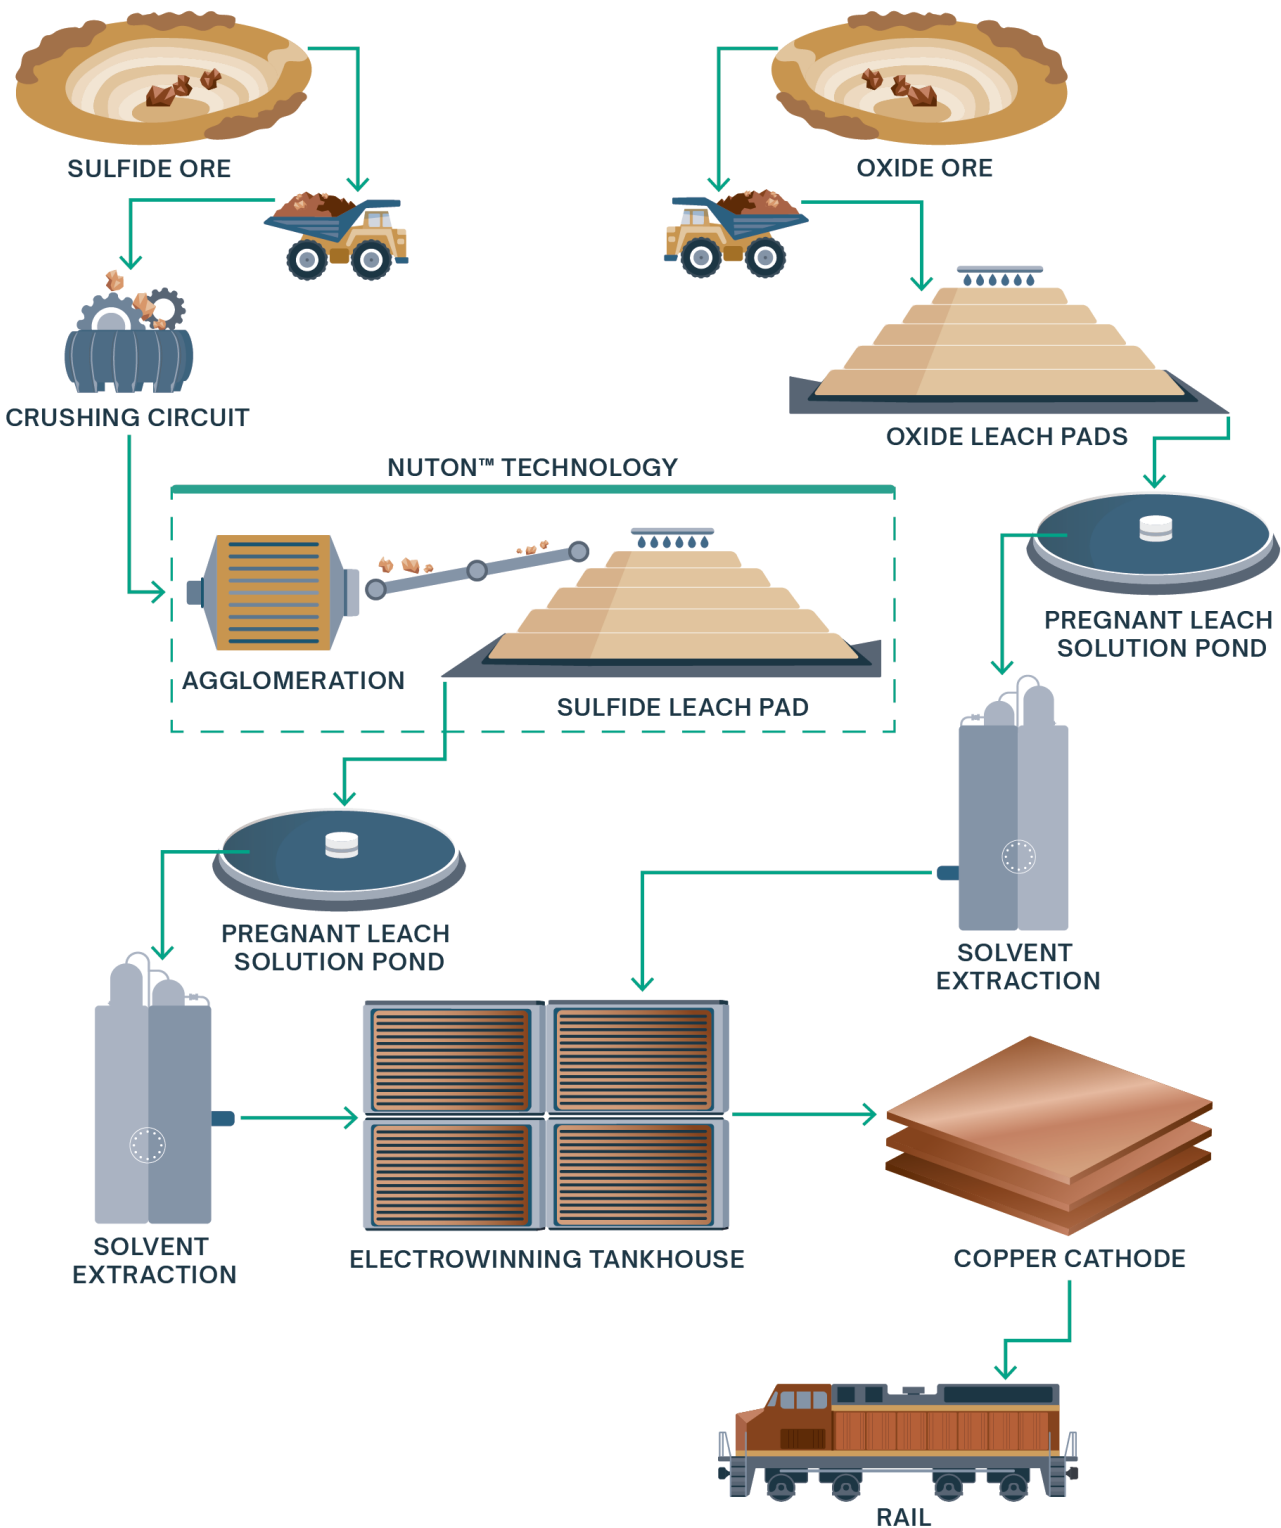 SULFIDE ORE
OXIDE ORE
CRUSHING CIRCUIT
OXIDE LEACH PADS
NUTON™ TECHNOLOGY
PREGNANT LEACH
SOLUTION POND
AGGLOMERATION
SULFIDE LEACH PAD
PREGNANT LEACH
SOLUTION POND
SOLVENT
EXTRACTION
SOLVENT
EXTRACTION
ELECTROWINNING TANKHOUSE
COPPER CATHODE
RAIL